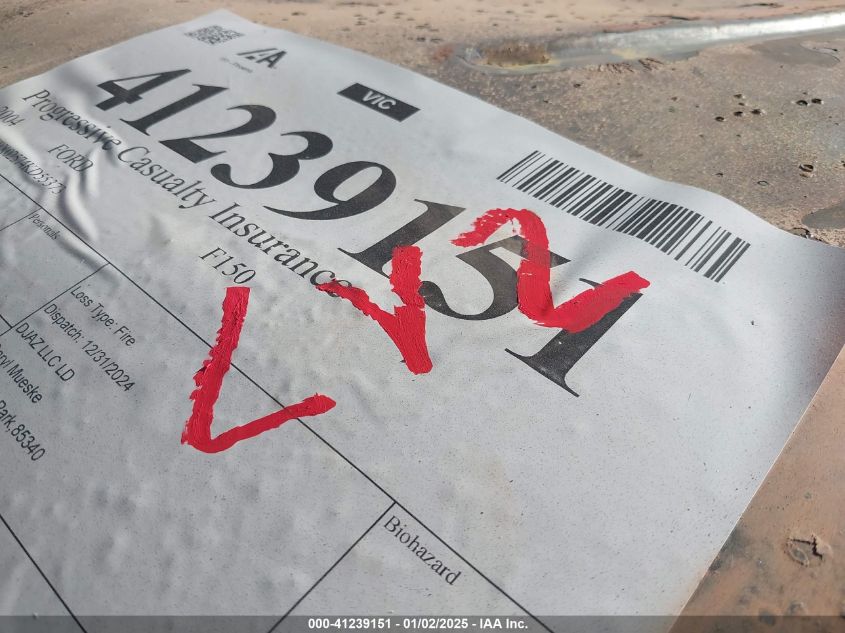 IAA
VIC
41239151
Progressive Casualty Insurance
2004 FORD F150
Personals
Loss Type: Fire
Dispatch: 12/31/2024
DJAZ LLC LD
Mueske
Park, 85340
Biohazard
000-41239151 - 01/02/2025 - IAA Inc.